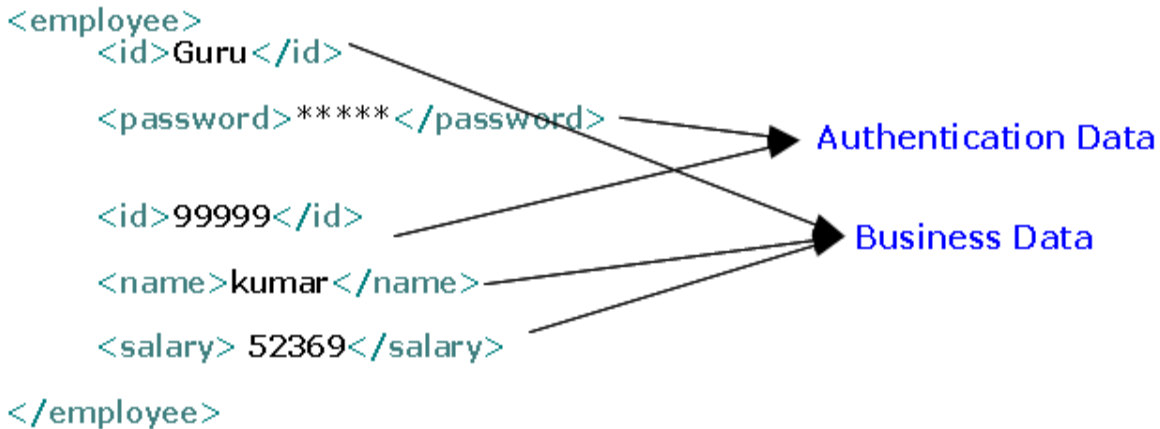 <employee>
<id>Guru</id>
<password>*****</password>
Authentication Data
<id>99999</id>
Business Data
<name>kumar</name>
<salary> 52369</salary>
</employee>